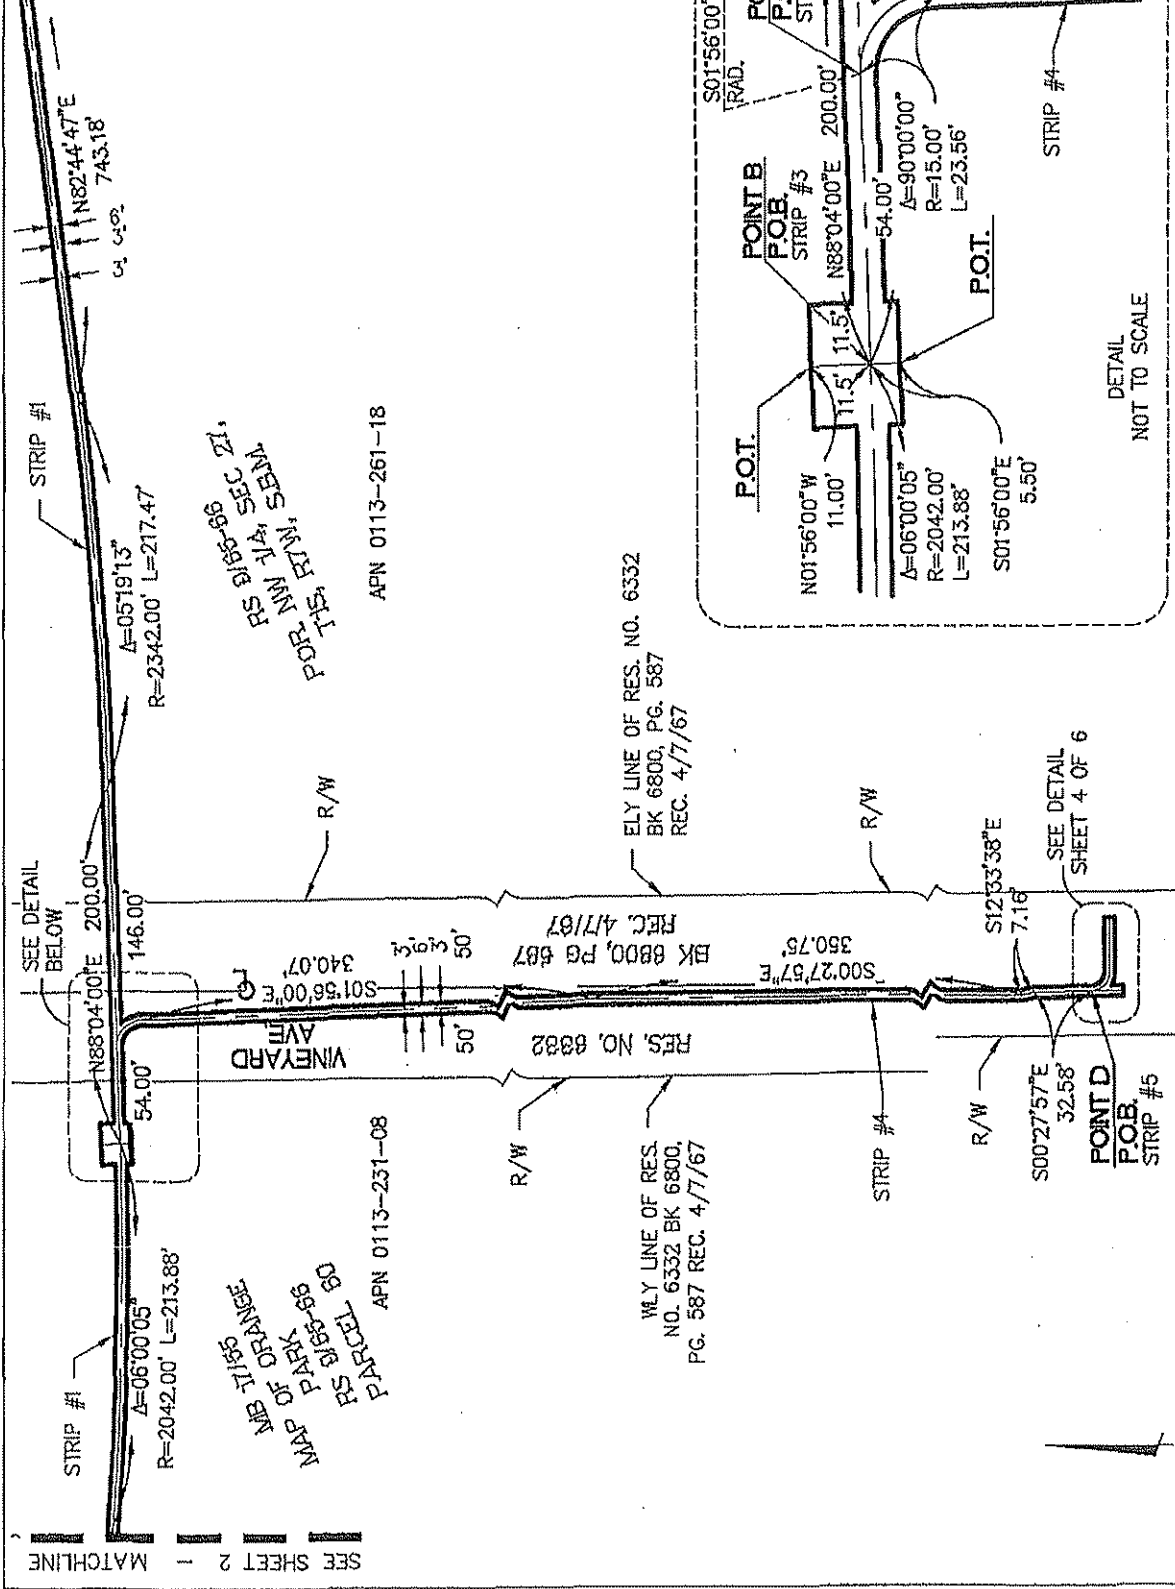 SEE SHEET 2 - MATCHLINE
STRIP #1
Δ=06°00'05"
R=2042.00' L=213.88'
MB 17/155
MAP OF ORANGE
PARK
RS 9/65-66
PARCEL 60
APN 0113-231-08
SEE DETAIL
BELOW
N88°04'00"E 200.00'
54.00'
146.00'
Δ=05°19'13"
R=2342.00' L=217.47'
STRIP #1
N82°44'47"E
743.18'
3'
3'
6'
RS 9/65-66
POR. NW 1/4, SEC 27,
T1S, R7W, S.B.M.
APN 0113-261-18
VINEYARD
AVE
S01°56'00"E
340.07'
3'
6'
3'
50'
50'
R/W
RES. NO. 6332
BK 6800, PG 587
REC. 4/7/67
R/W
WLY LINE OF RES.
NO. 6332 BK 6800,
PG. 587 REC. 4/7/67
ELY LINE OF RES. NO. 6332
BK 6800, PG. 587
REC. 4/7/67
S00°27'57"E
350.75'
STRIP #4
R/W
R/W
S12°33'38"E
7.16'
SEE DETAIL
SHEET 4 OF 6
S00°27'57"E
32.58'
POINT D
P.O.B.
STRIP #5
P.O.T.
POINT B
P.O.B.
STRIP #3
S01°56'00"
RAD.
N01°56'00"W
11.00'
11.5'
11.5'
N88°04'00"E 200.00'
54.00'
Δ=90°00'00"
R=15.00'
L=23.56'
Δ=06°00'05"
R=2042.00'
L=213.88'
S01°56'00"E
5.50'
P.O.T.
STRIP #4
DETAIL
NOT TO SCALE